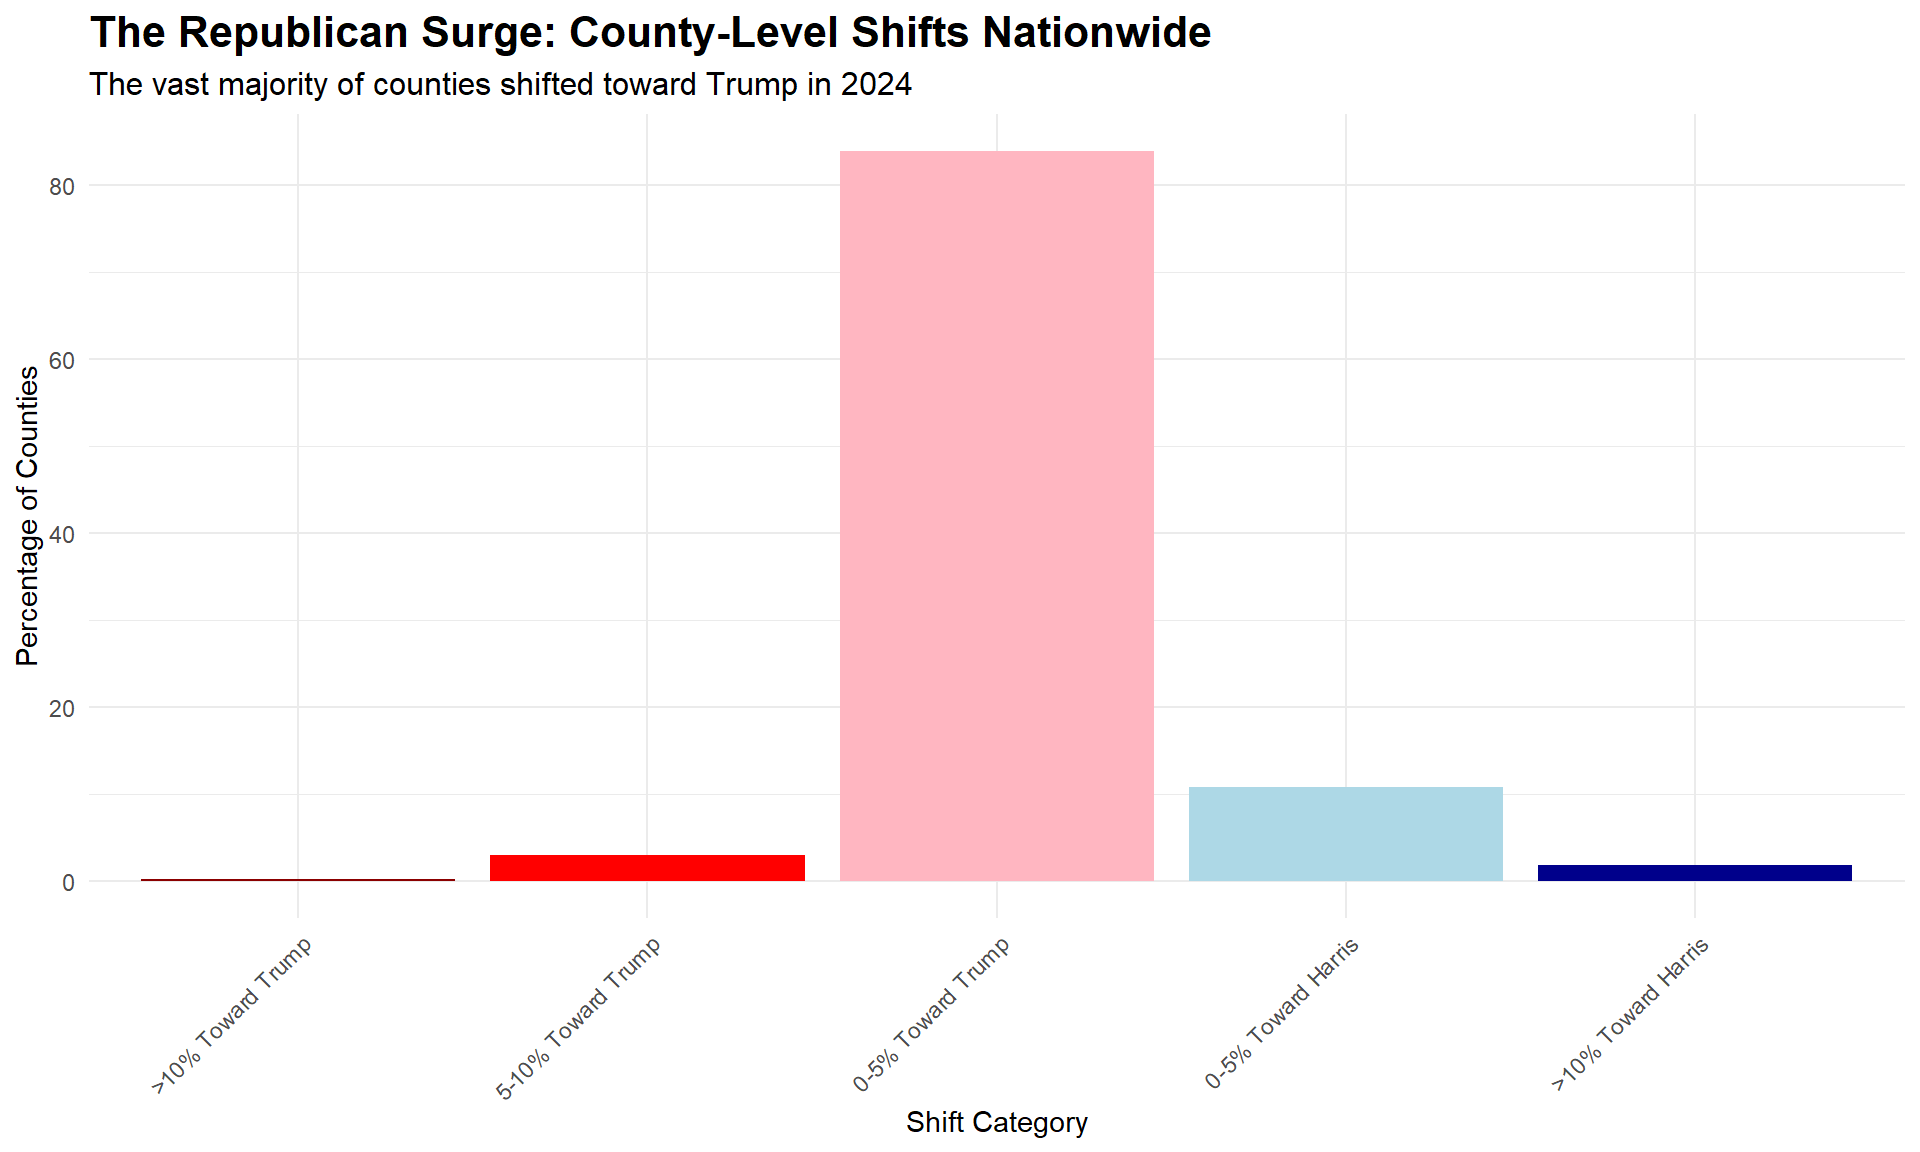 The Republican Surge: County-Level Shifts Nationwide
The vast majority of counties shifted toward Trump in 2024
Percentage of Counties
80
60
40
20
0
>10% Toward Trump
5-10% Toward Trump
0-5% Toward Trump
0-5% Toward Harris
>10% Toward Harris
Shift Category